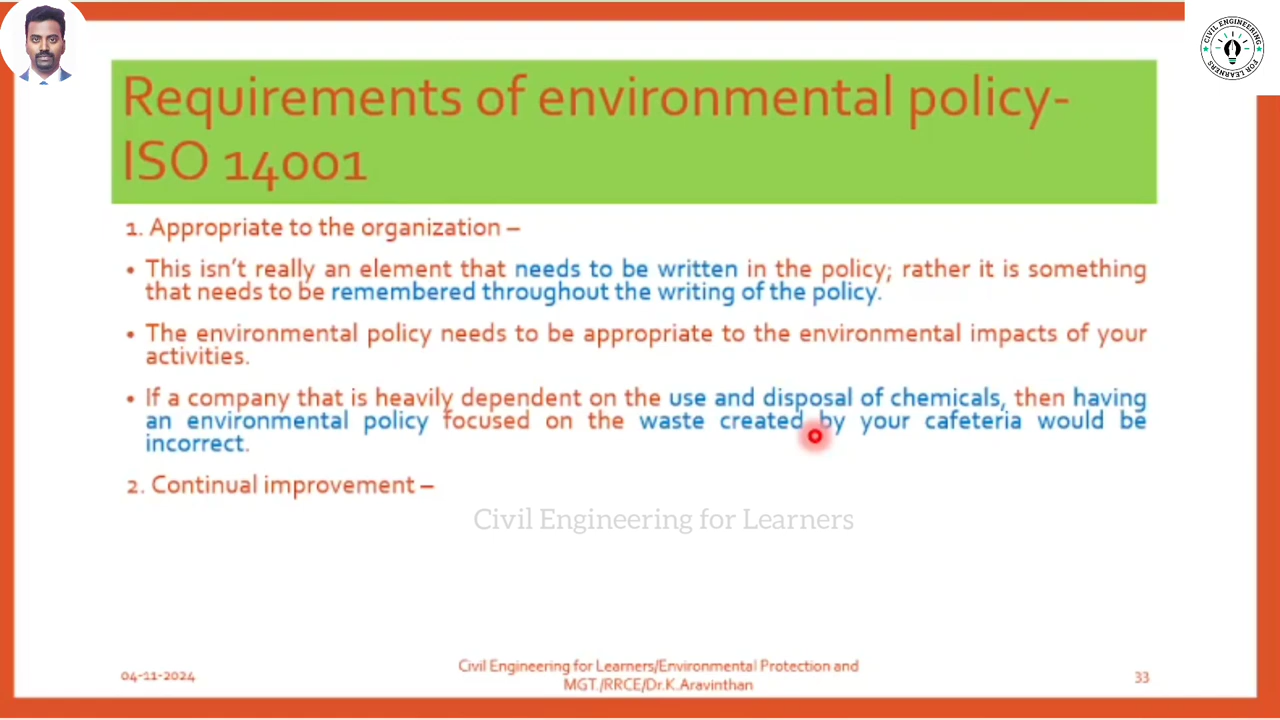 CIVIL ENGINEERING
FOR LEARNERS
Requirements of environmental policy-
ISO 14001
1. Appropriate to the organization –
• This isn't really an element that needs to be written in the policy; rather it is something
that needs to be remembered throughout the writing of the policy.
• The environmental policy needs to be appropriate to the environmental impacts of your
activities.
• If a company that is heavily dependent on the use and disposal of chemicals, then having
an environmental policy focused on the waste created by your cafeteria would be
incorrect.
2. Continual improvement –
Civil Engineering for Learners
04-11-2024
Civil Engineering for Learners/Environmental Protection and
MGT./RRCE/Dr.K.Aravinthan
33